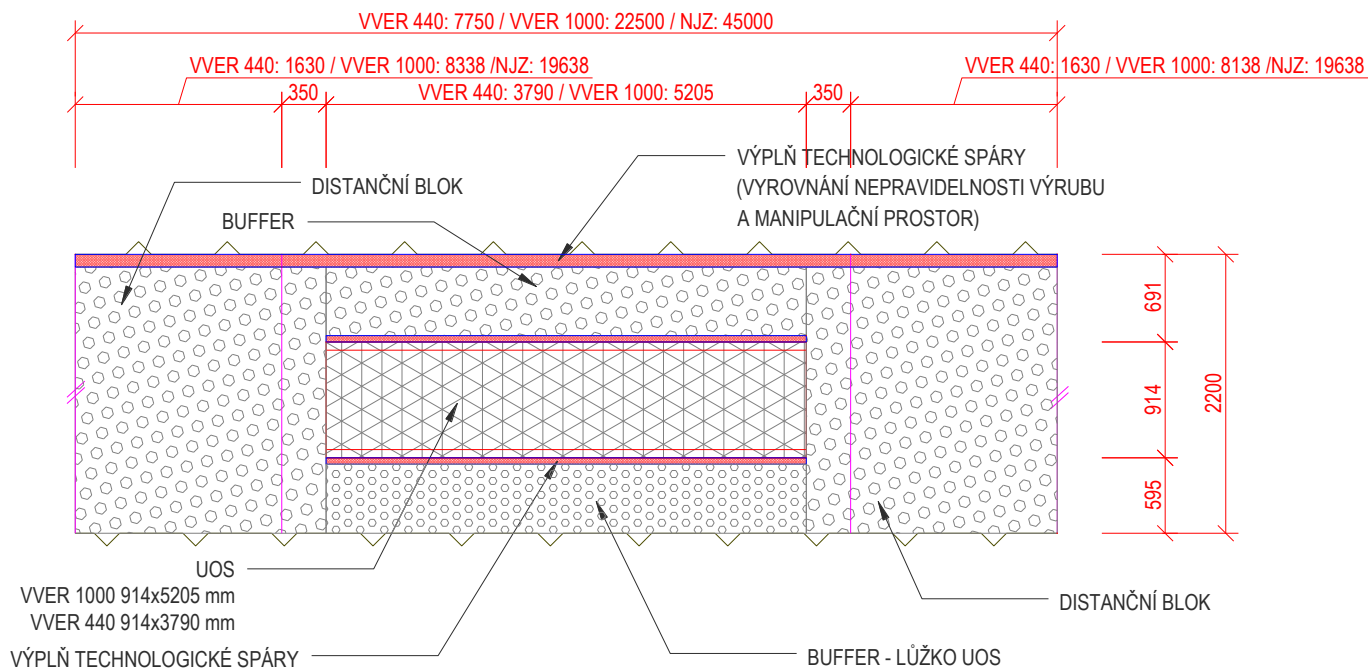 VVER 440: 7750 / VVER 1000: 22500 / NJZ: 45000
VVER 440: 1630 / VVER 1000: 8338 /NJZ: 19638
VVER 440: 1630 / VVER 1000: 8138 /NJZ: 19638
350
VVER 440: 3790 / VVER 1000: 5205
350
VÝPLŇ TECHNOLOGICKÉ SPÁRY
(VYROVNÁNÍ NEPRAVIDELNOSTI VÝRUBU
A MANIPULAČNÍ PROSTOR)
DISTANČNÍ BLOK
BUFFER
691
914
2200
595
UOS
VVER 1000 914x5205 mm
VVER 440 914x3790 mm
DISTANČNÍ BLOK
VÝPLŇ TECHNOLOGICKÉ SPÁRY
BUFFER - LŮŽKO UOS